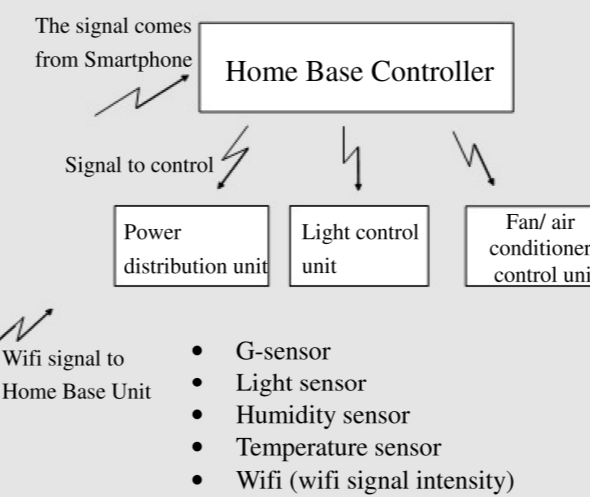 The signal comes
from Smartphone
Home Base Controller
Signal to control
Power
distribution unit
Light control
unit
Fan/ air
conditioner
control uni
Wifi signal to
Home Base Unit
• G-sensor
• Light sensor
• Humidity sensor
• Temperature sensor
• Wifi (wifi signal intensity)